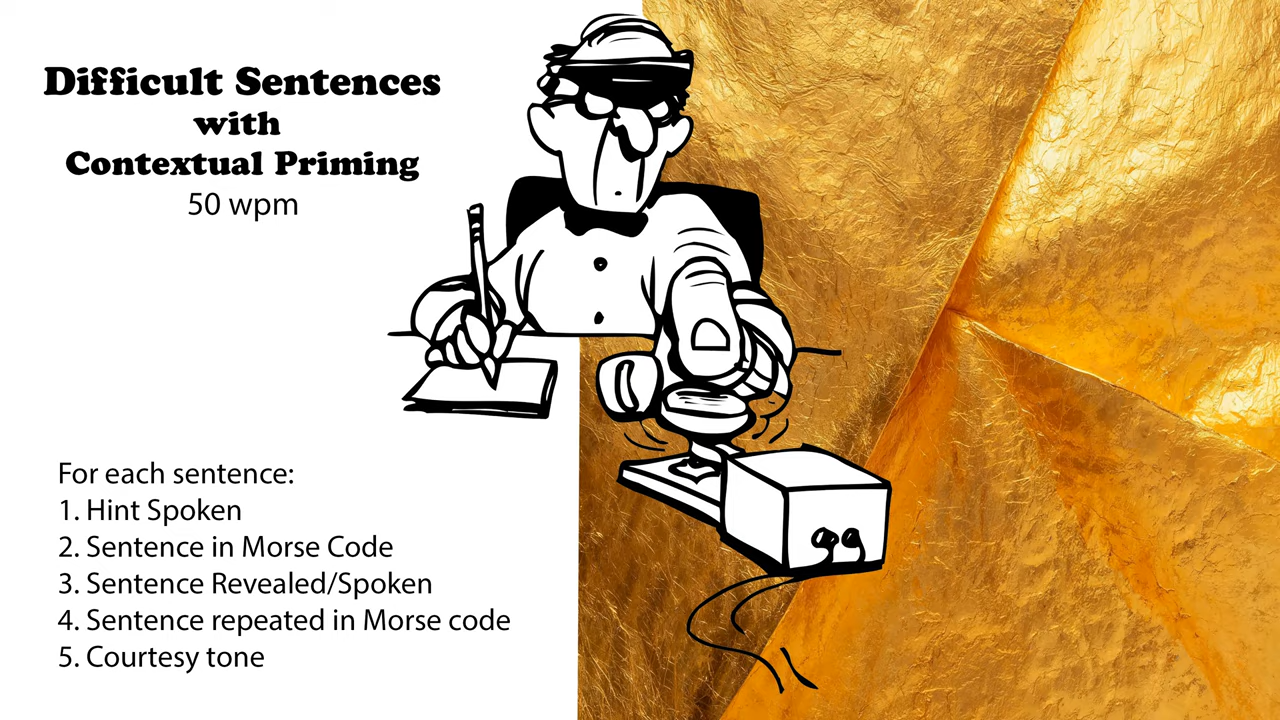 Difficult Sentences
with
Contextual Priming
50 wpm
For each sentence:
1. Hint Spoken
2. Sentence in Morse Code
3. Sentence Revealed/Spoken
4. Sentence repeated in Morse code
5. Courtesy tone